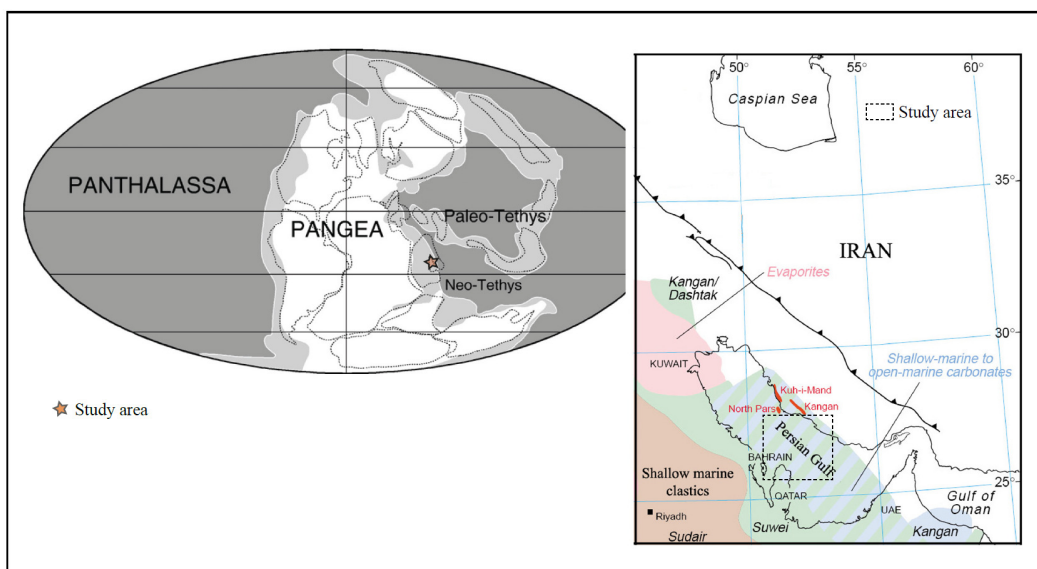 PANTHALASSA
PANGEA
Paleo-Tethys
Neo-Tethys
Study area
50°
55°
60°
Caspian Sea
Study area
35°
IRAN
Evaporites
Kangan/
Dashtak
30°
KUWAIT
Shallow-marine to
open-marine carbonates
Kuh-i-Mand
North Pars
Kangan
Persian Gulf
BAHRAIN
Shallow marine
clastics
QATAR
25°
Gulf of
Oman
Riyadh
Suwei
UAE
Sudair
Kangan